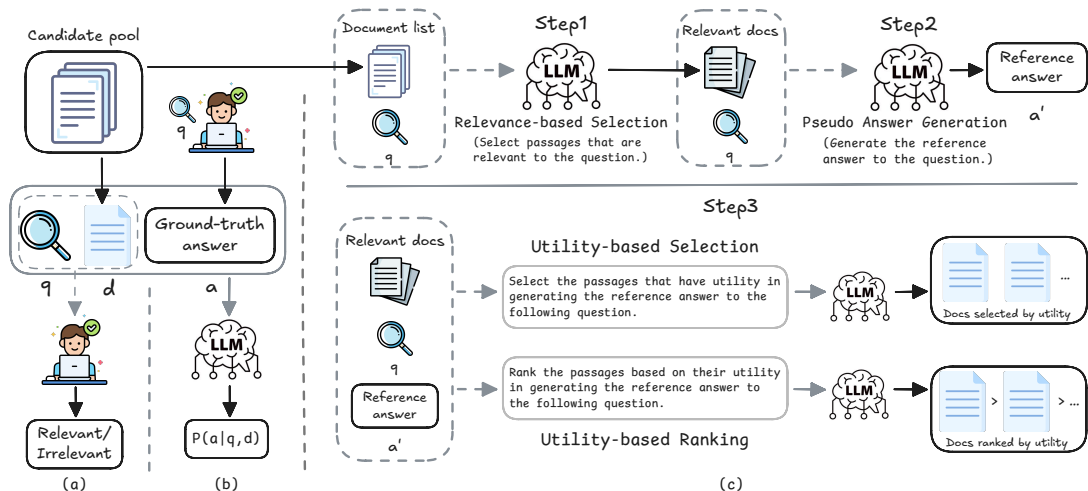 Candidate pool
q
Ground-truth
answer
q
d
a
LLM
Relevant/
Irrelevant
P(a|q,d)
(a)
(b)
Document list
q
Step1
LLM
Relevance-based Selection
(Select passages that are
relevant to the question.)
Relevant docs
q
Step2
LLM
Pseudo Answer Generation
(Generate the reference
answer to the question.)
Reference
answer
a'
Step3
Relevant docs
q
Reference
answer
a'
Utility-based Selection
Select the passages that have utility in
generating the reference answer to the
following question.
LLM
...
Docs selected by utility
Rank the passages based on their utility
in generating the reference answer to
the following question.
Utility-based Ranking
LLM
> > ...
Docs ranked by utility
(c)